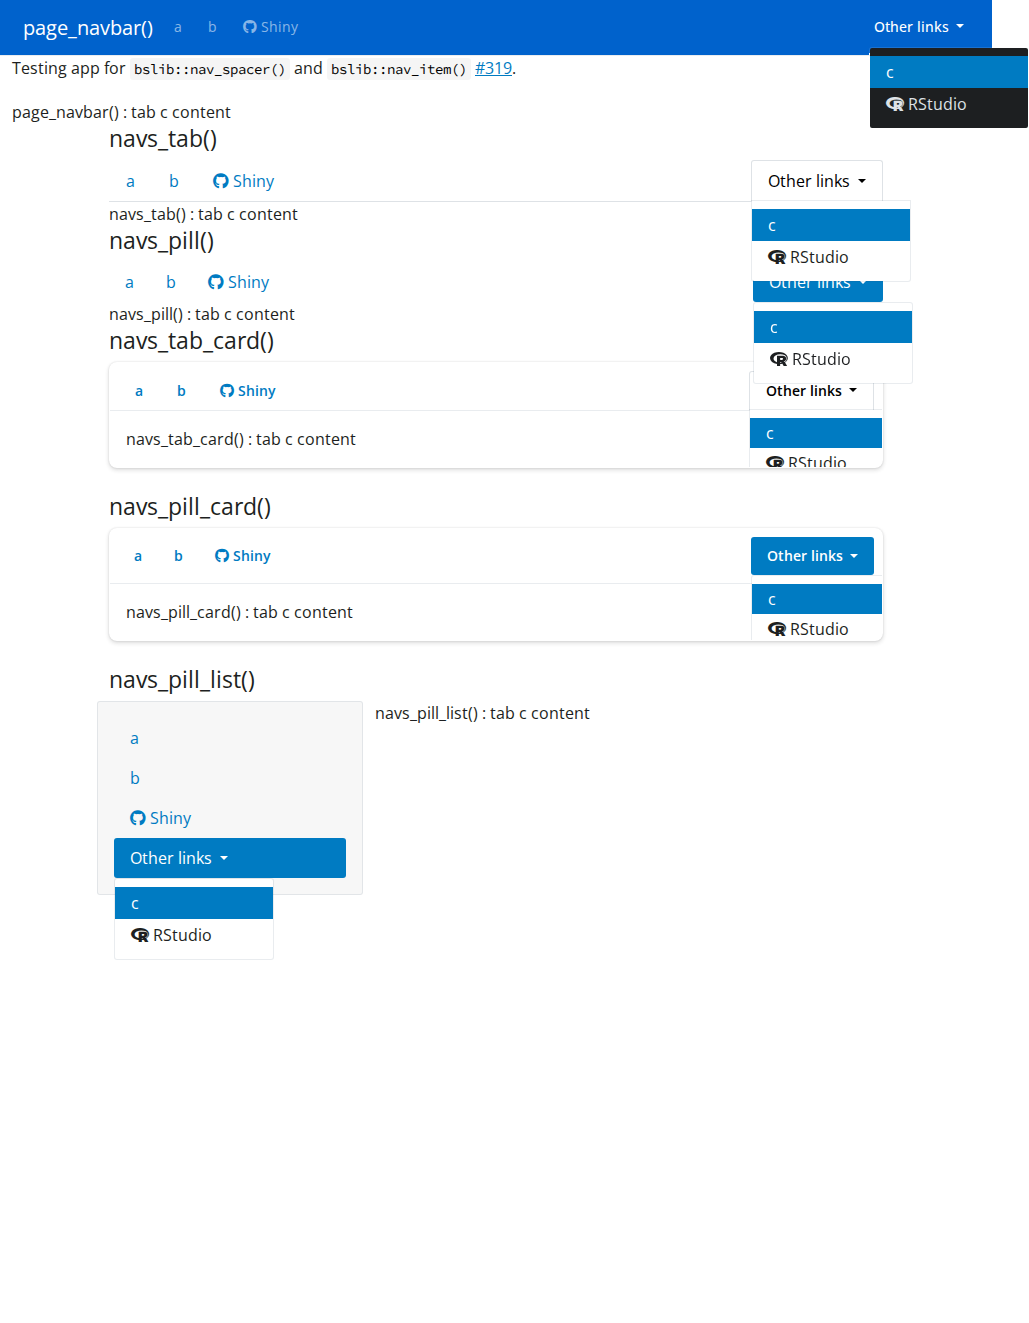 page_navbar() a b Shiny Other links
Testing app for bslib::nav_spacer() and bslib::nav_item() #319.
c
RStudio
page_navbar() : tab c content
navs_tab()
a b Shiny Other links
navs_tab() : tab c content
c
navs_pill()
RStudio
a b Shiny Other links
navs_pill() : tab c content
c
navs_tab_card()
RStudio
a b Shiny Other links
navs_tab_card() : tab c content
c
RStudio
navs_pill_card()
a b Shiny Other links
navs_pill_card() : tab c content
c
RStudio
navs_pill_list()
a
navs_pill_list() : tab c content
b
Shiny
Other links
c
RStudio